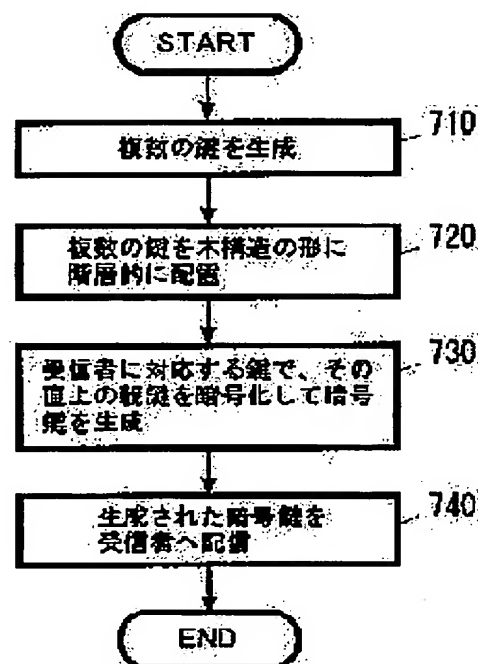 START
複数の鍵を生成
710
複数の鍵を木構造の形に
階層的に配置
720
受信者に対応する鍵で、その
直上の親鍵を暗号化して暗号
鍵を生成
730
生成された暗号鍵を
受信者へ配信
740
END